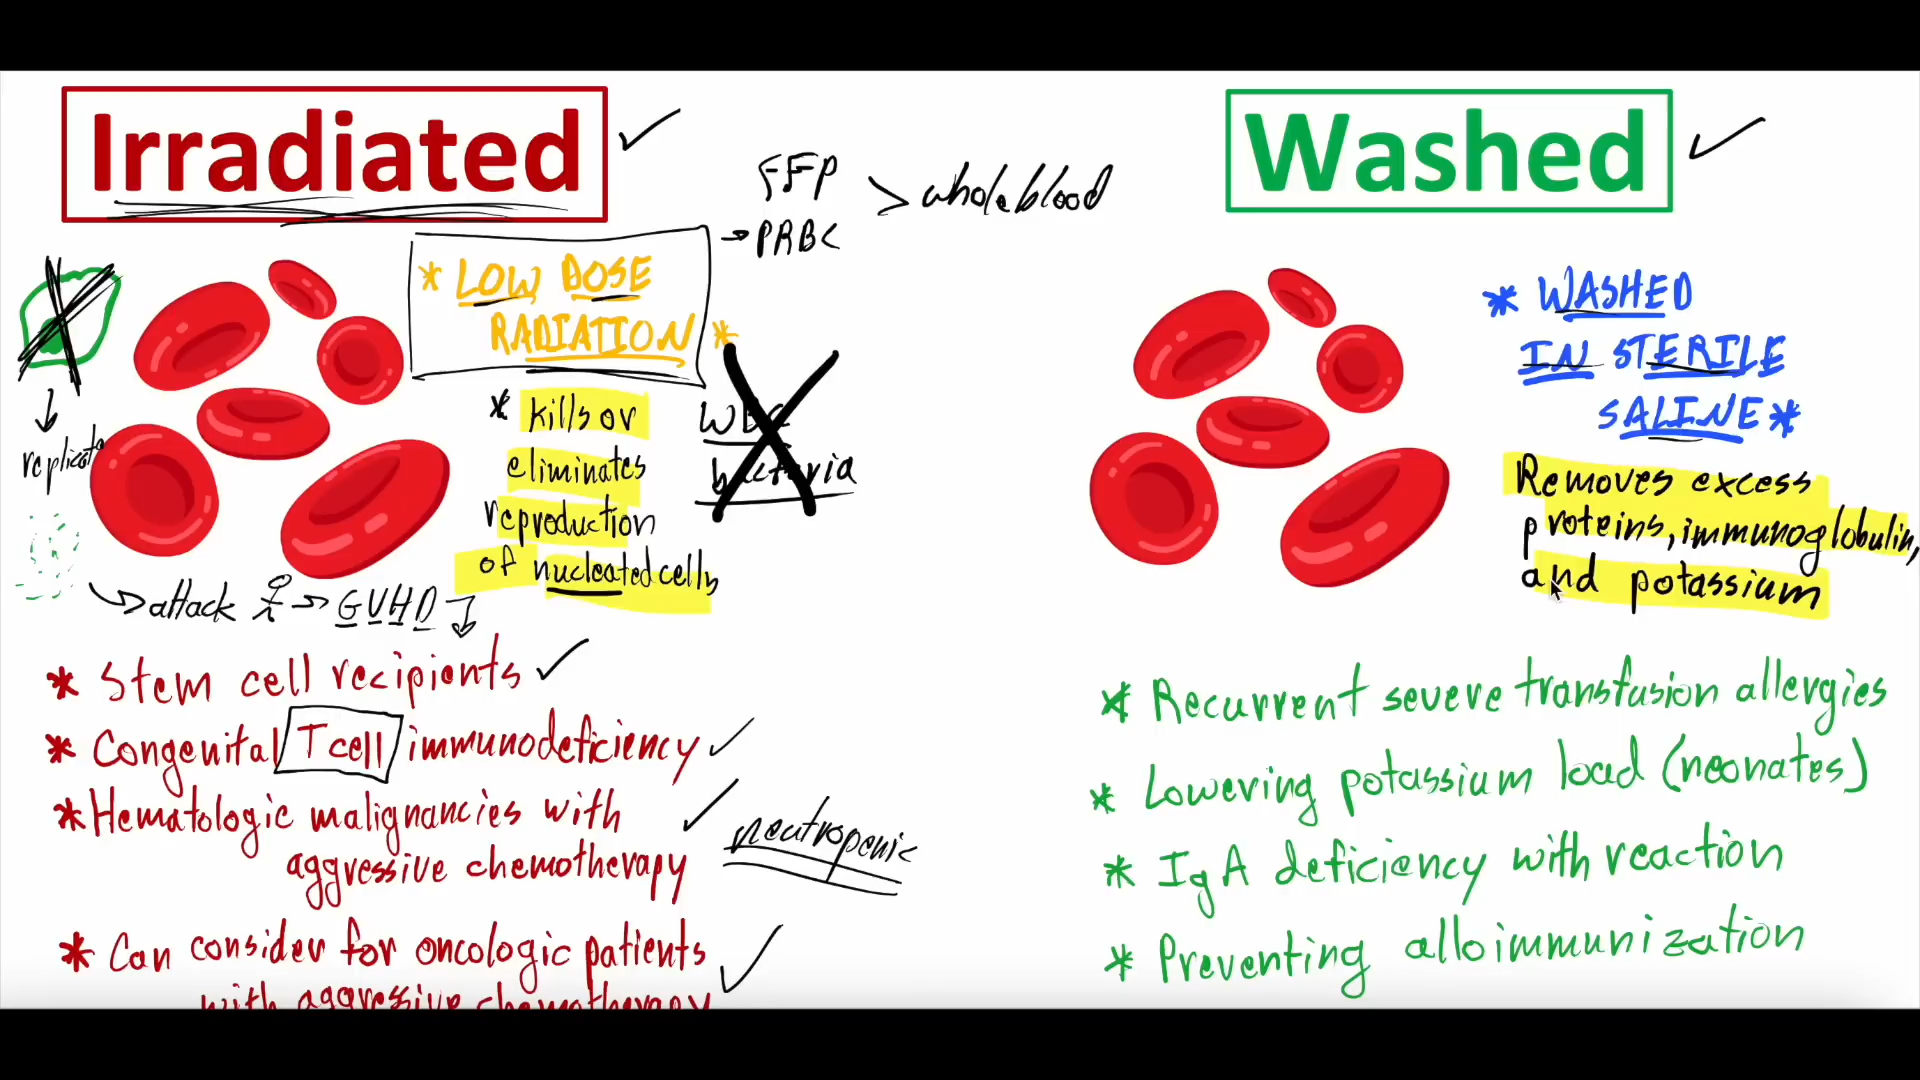 Irradiated
FFP
PRBC
> whole blood
* LOW DOSE
RADIATION *
* kills or
eliminates
reproduction
of nucleated cells
WBC
bacteria
replicate
attack → GVHD
* Stem cell recipients
* Congenital T cell immunodeficiency
* Hematologic malignancies with
aggressive chemotherapy
neutropenic
* Can consider for oncologic patients
with aggressive chemotherapy
Washed
* WASHED
IN STERILE
SALINE *
Removes excess
proteins, immunoglobulin,
and potassium
* Recurrent severe transfusion allergies
* Lowering potassium load (neonates)
* IgA deficiency with reaction
* Preventing alloimmunization